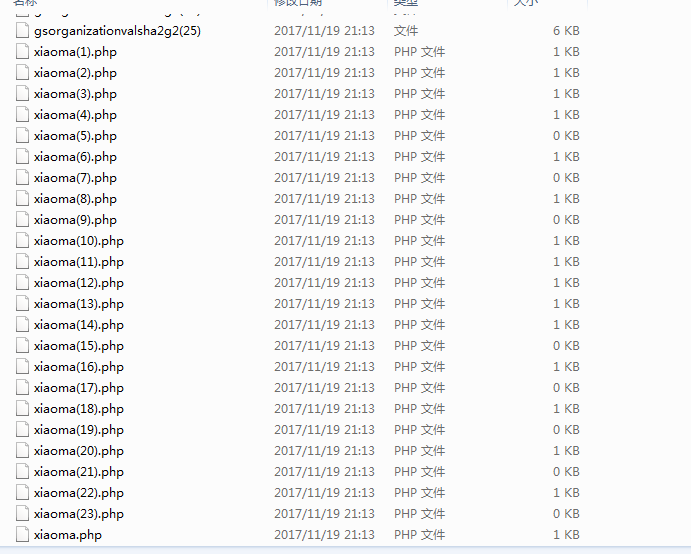 名称 修改日期 类型 大小
gsorganizationvalsha2g2(25) 2017/11/19 21:13 文件 6 KB
xiaoma(1).php 2017/11/19 21:13 PHP 文件 1 KB
xiaoma(2).php 2017/11/19 21:13 PHP 文件 1 KB
xiaoma(3).php 2017/11/19 21:13 PHP 文件 1 KB
xiaoma(4).php 2017/11/19 21:13 PHP 文件 1 KB
xiaoma(5).php 2017/11/19 21:13 PHP 文件 0 KB
xiaoma(6).php 2017/11/19 21:13 PHP 文件 1 KB
xiaoma(7).php 2017/11/19 21:13 PHP 文件 0 KB
xiaoma(8).php 2017/11/19 21:13 PHP 文件 1 KB
xiaoma(9).php 2017/11/19 21:13 PHP 文件 0 KB
xiaoma(10).php 2017/11/19 21:13 PHP 文件 1 KB
xiaoma(11).php 2017/11/19 21:13 PHP 文件 1 KB
xiaoma(12).php 2017/11/19 21:13 PHP 文件 1 KB
xiaoma(13).php 2017/11/19 21:13 PHP 文件 1 KB
xiaoma(14).php 2017/11/19 21:13 PHP 文件 1 KB
xiaoma(15).php 2017/11/19 21:13 PHP 文件 0 KB
xiaoma(16).php 2017/11/19 21:13 PHP 文件 1 KB
xiaoma(17).php 2017/11/19 21:13 PHP 文件 0 KB
xiaoma(18).php 2017/11/19 21:13 PHP 文件 1 KB
xiaoma(19).php 2017/11/19 21:13 PHP 文件 0 KB
xiaoma(20).php 2017/11/19 21:13 PHP 文件 1 KB
xiaoma(21).php 2017/11/19 21:13 PHP 文件 0 KB
xiaoma(22).php 2017/11/19 21:13 PHP 文件 1 KB
xiaoma(23).php 2017/11/19 21:13 PHP 文件 0 KB
xiaoma.php 2017/11/19 21:13 PHP 文件 1 KB